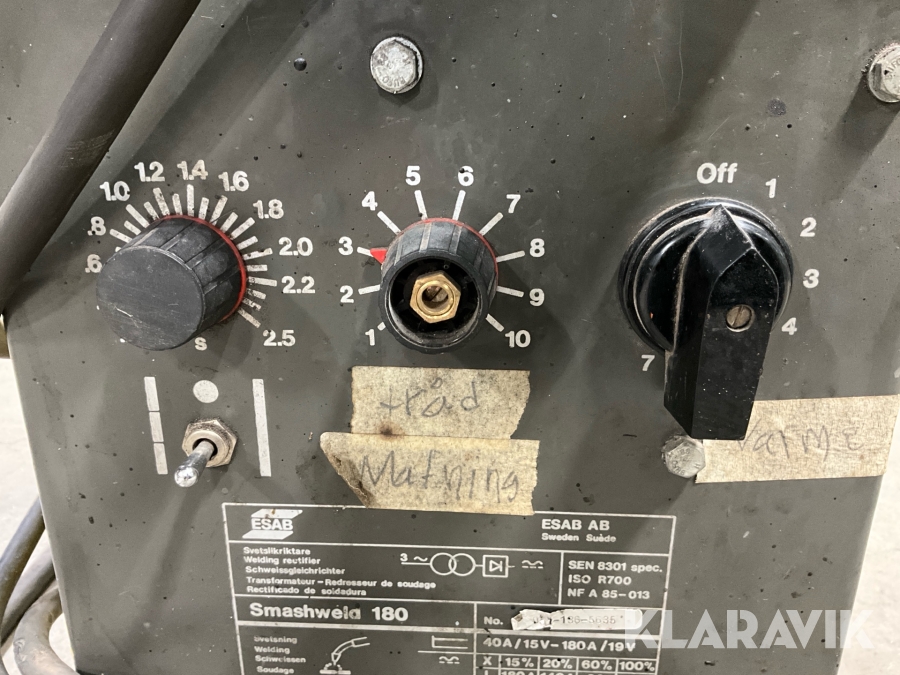 Off
.6 .8 1.0 1.2 1.4 1.6 1.8 2.0 2.2 2.5
s
1 2 3 4 5 6 7 8 9 10
1 2 3 4 7
tråd
Matning
Varme
ESAB
ESAB AB
Sweden Suède
Svetslikriktare
Welding rectifier
Schweissgleichrichter
Transformateur – Redresseur de soudage
Rectificado de soldadura
3 ~
SEN 8301 spec.
ISO R700
NF A 85-013
Smashweld 180
No.
Svetsning
Welding
Schweissen
Soudage
40A/15V–180A/19V
X 15% 20% 60% 100%
KLARAVIK